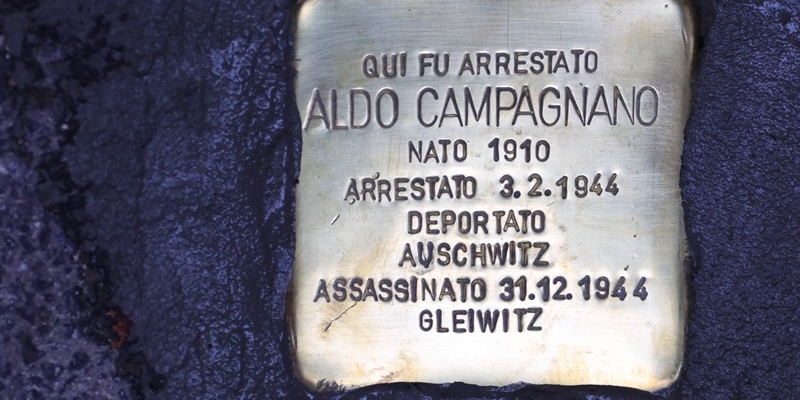 QUI FU ARRESTATO
ALDO CAMPAGNANO
NATO 1910
ARRESTATO 3.2.1944
DEPORTATO
AUSCHWITZ
ASSASSINATO 31.12.1944
GLEIWITZ